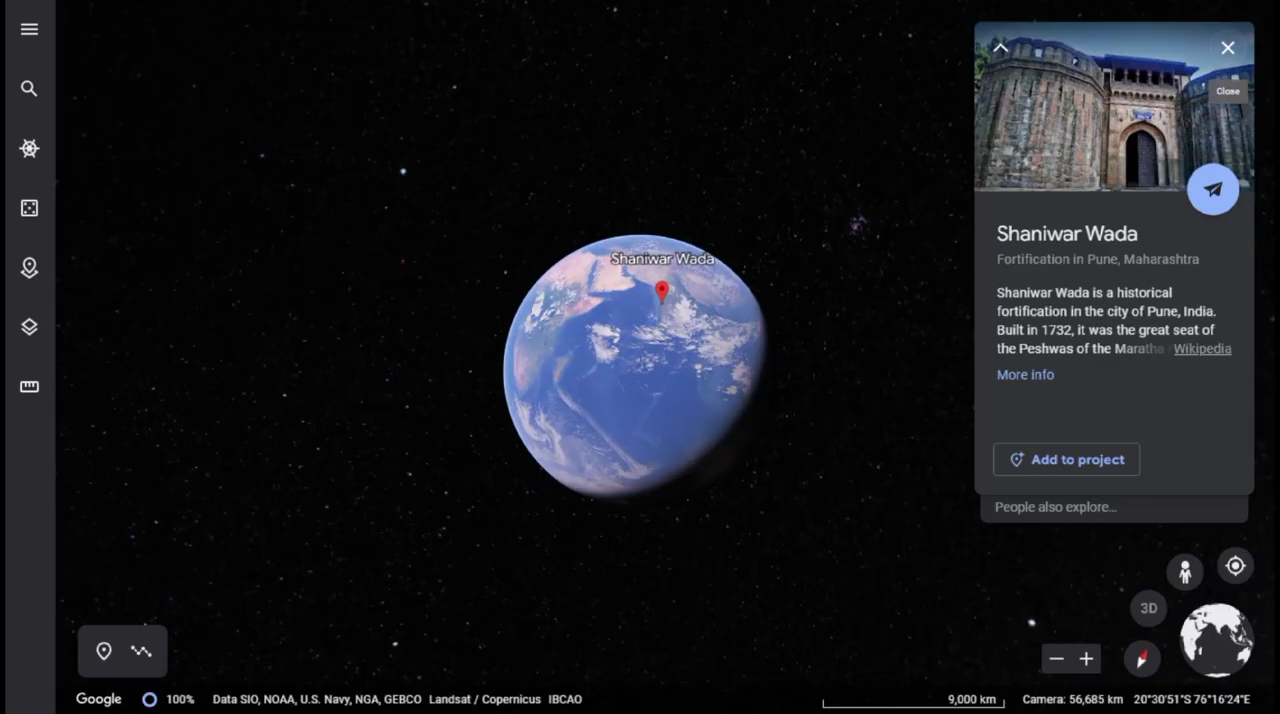 Close
Shaniwar Wada
Shaniwar Wada
Fortification in Pune, Maharashtra
Shaniwar Wada is a historical
fortification in the city of Pune, India.
Built in 1732, it was the great seat of
the Peshwas of the Maratha Wikipedia
More info
Add to project
People also explore...
3D
Google 100% Data SIO, NOAA, U.S. Navy, NGA, GEBCO Landsat / Copernicus IBCAO 9,000 km Camera: 56,685 km 20°30'51"S 76°16'24"E